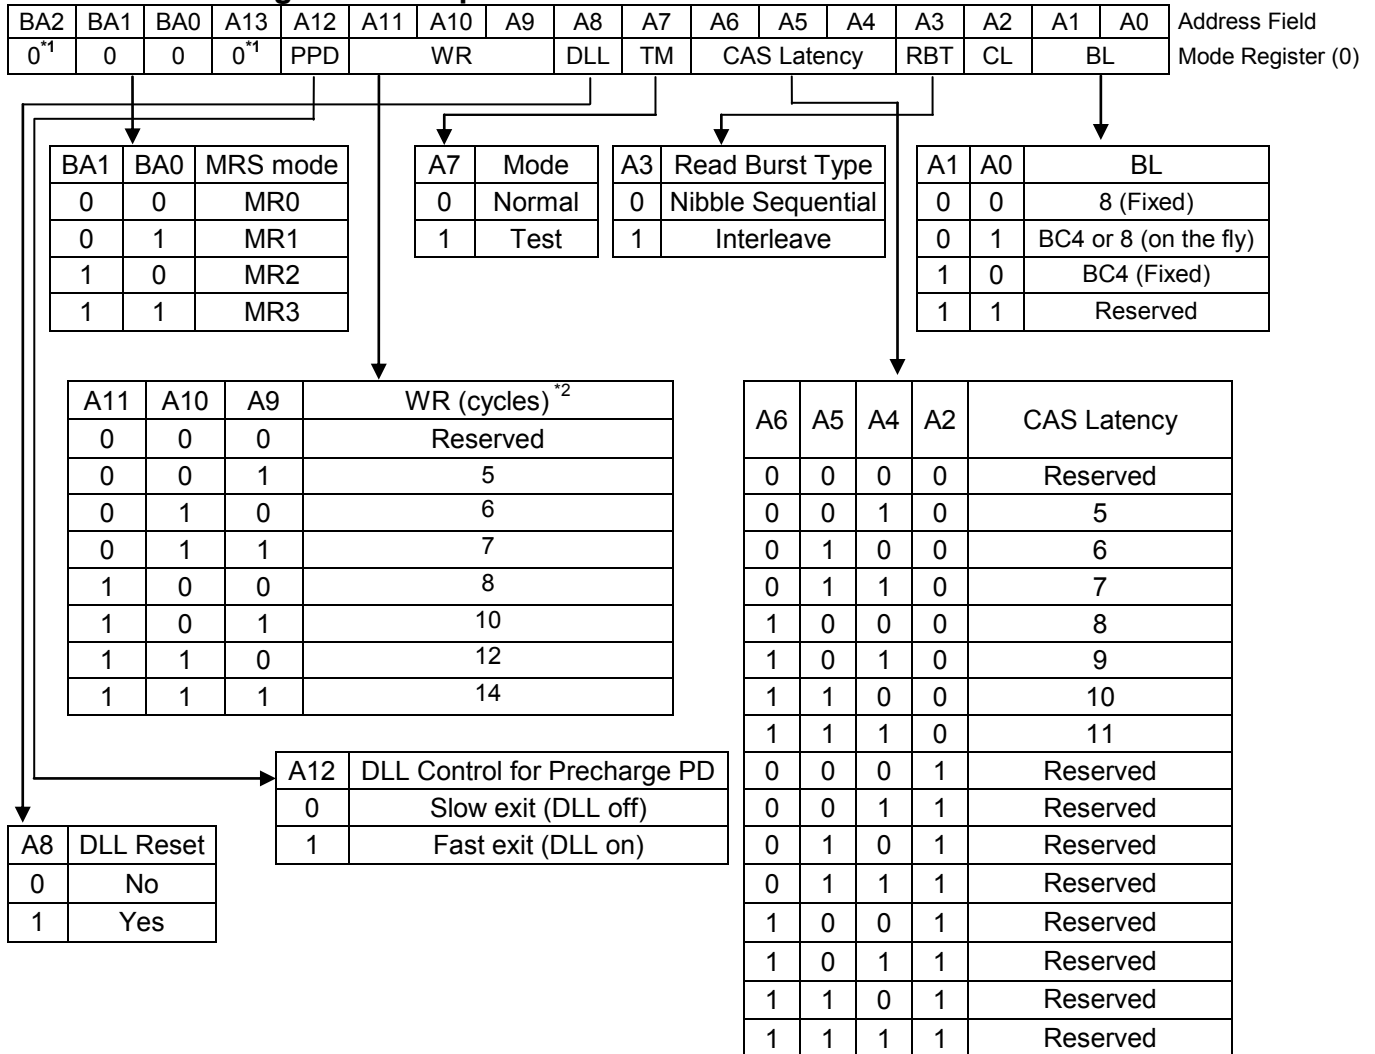 BA2 BA1 BA0 A13 A12 A11 A10 A9 A8 A7 A6 A5 A4 A3 A2 A1 A0 Address Field
0*1 0 0 0*1 PPD WR DLL TM CAS Latency RBT CL BL Mode Register (0)
BA1 BA0 MRS mode
0 0 MR0
0 1 MR1
1 0 MR2
1 1 MR3
A7 Mode
0 Normal
1 Test
A3 Read Burst Type
0 Nibble Sequential
1 Interleave
A1 A0 BL
0 0 8 (Fixed)
0 1 BC4 or 8 (on the fly)
1 0 BC4 (Fixed)
1 1 Reserved
A11 A10 A9 WR (cycles) *2
0 0 0 Reserved
0 0 1 5
0 1 0 6
0 1 1 7
1 0 0 8
1 0 1 10
1 1 0 12
1 1 1 14
A6 A5 A4 A2 CAS Latency
0 0 0 0 Reserved
0 0 1 0 5
0 1 0 0 6
0 1 1 0 7
1 0 0 0 8
1 0 1 0 9
1 1 0 0 10
1 1 1 0 11
0 0 0 1 Reserved
0 0 1 1 Reserved
0 1 0 1 Reserved
0 1 1 1 Reserved
1 0 0 1 Reserved
1 0 1 1 Reserved
1 1 0 1 Reserved
1 1 1 1 Reserved
A12 DLL Control for Precharge PD
0 Slow exit (DLL off)
1 Fast exit (DLL on)
A8 DLL Reset
0 No
1 Yes